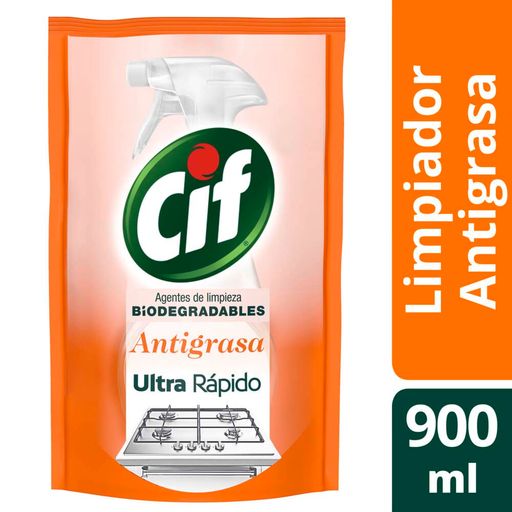 Cif
Agentes de limpieza
BiODEGRADABLES
Antigrasa
Ultra Rápido
Limpiador
Antigrasa
900
ml